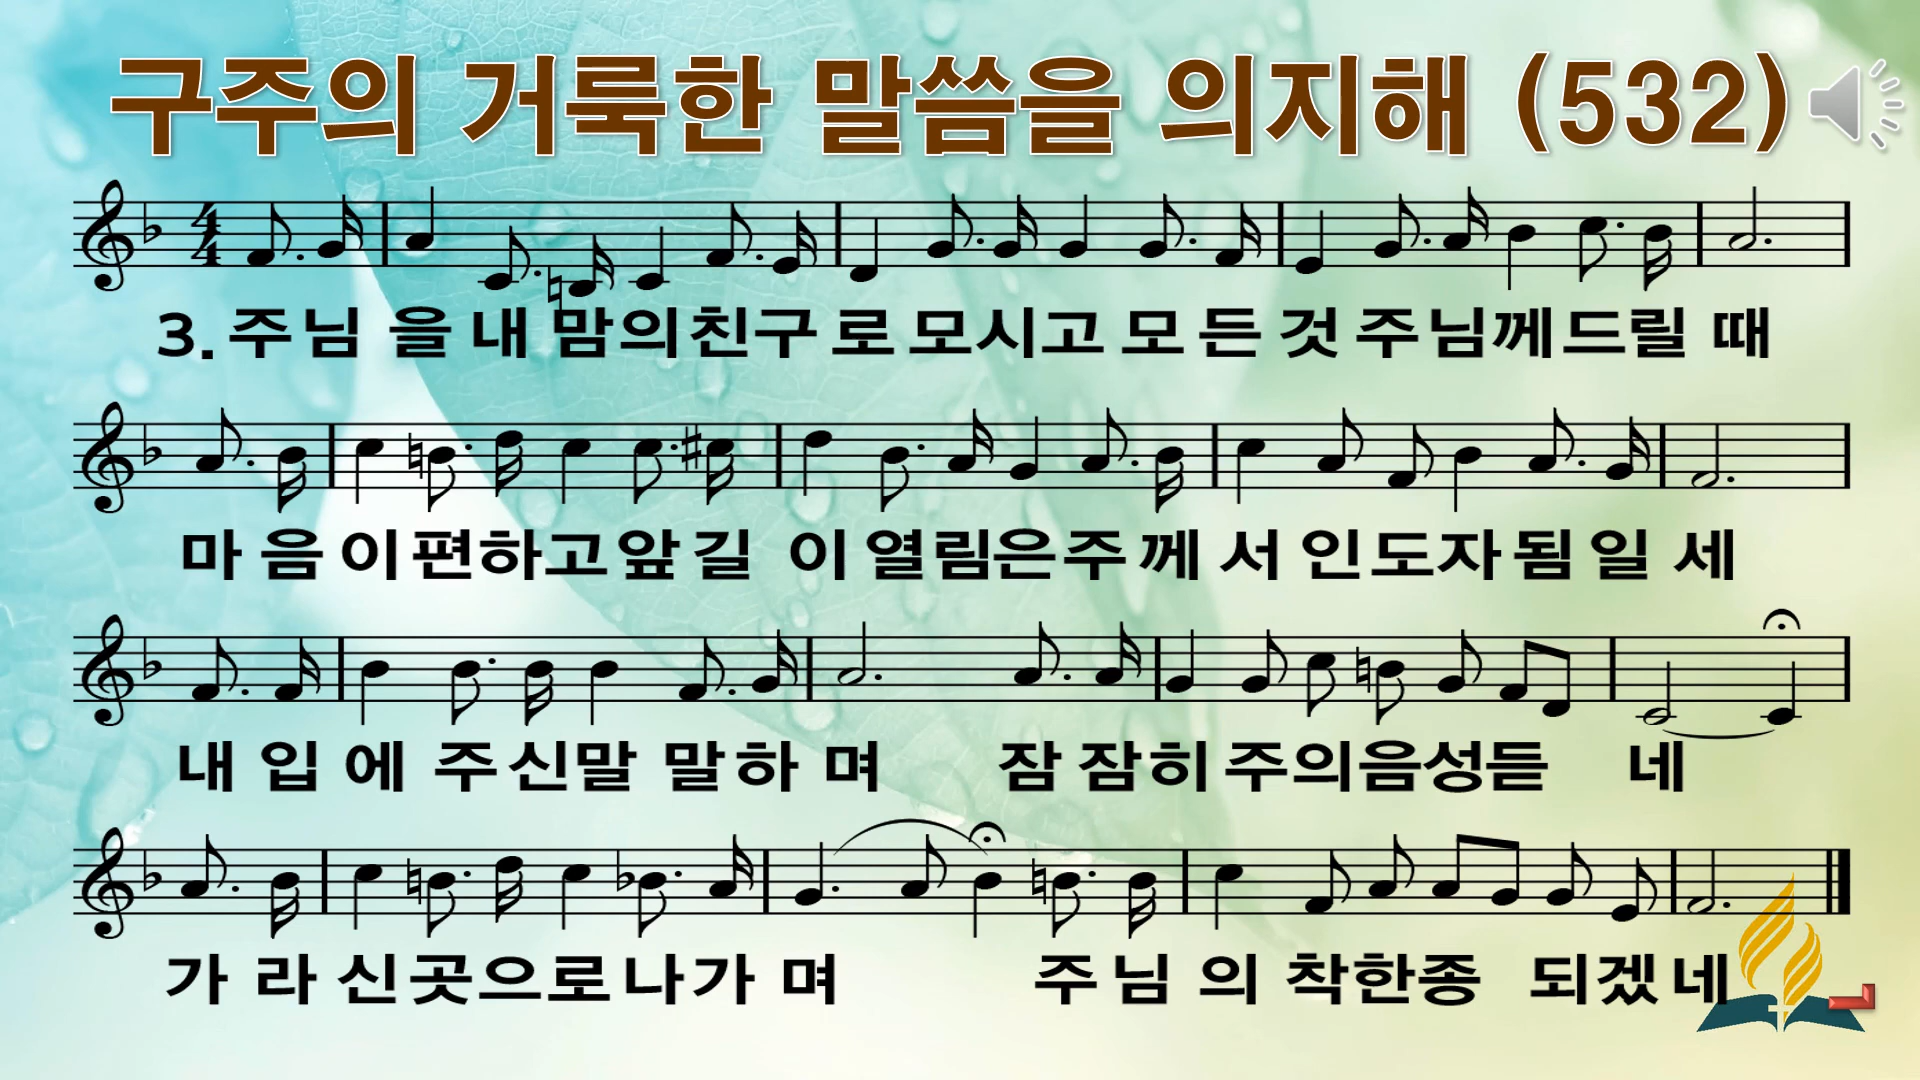 구주의 거룩한 말씀을 의지해 (532)
3. 주님을 내 맘의 친구로 모시고 모든 것 주님께 드릴 때
마음이 편하고 앞길이 열림은 주께서 인도자 됨일세
내 입에 주신 말 말하며 잠잠히 주의 음성 듣네
가라신 곳으로 나가며 주님의 착한 종 되겠네